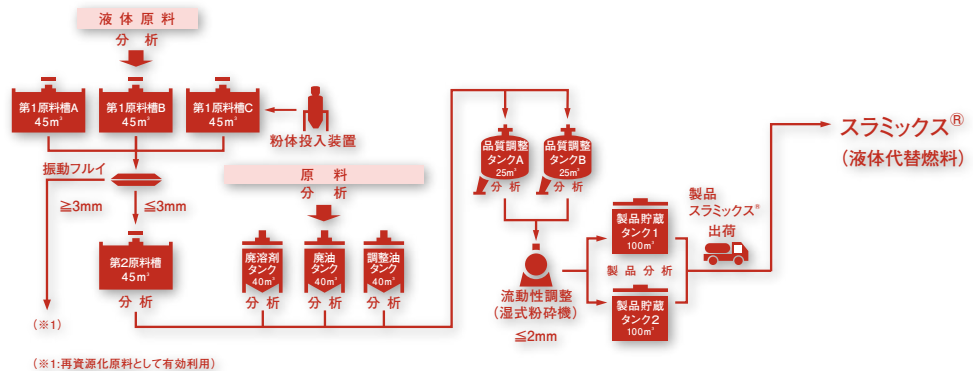 液体原料
分析
第1原料槽A
45m³
第1原料槽B
45m³
第1原料槽C
45m³
粉体投入装置
振動フルイ
≧3mm
≦3mm
第2原料槽
45m³
分析
(※1)
原料
分析
廃溶剤
タンク
40m³
分析
廃油
タンク
40m³
分析
調整油
タンク
40m³
分析
品質調整
タンクA
25m³
分析
品質調整
タンクB
25m³
分析
流動性調整
(湿式粉砕機)
≦2mm
製品貯蔵
タンク1
100m³
製品分析
製品貯蔵
タンク2
100m³
製品
スラミックス®
出荷
スラミックス®
(液体代替燃料)
(※1:再資源化原料として有効利用)